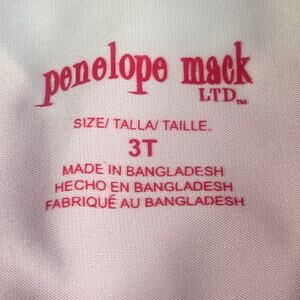 penelope mack
LTD.™
SIZE/ TALLA/ TAILLE.
3T
MADE IN BANGLADESH
HECHO EN BANGLADESH
FABRIQUÉ AU BANGLADESH